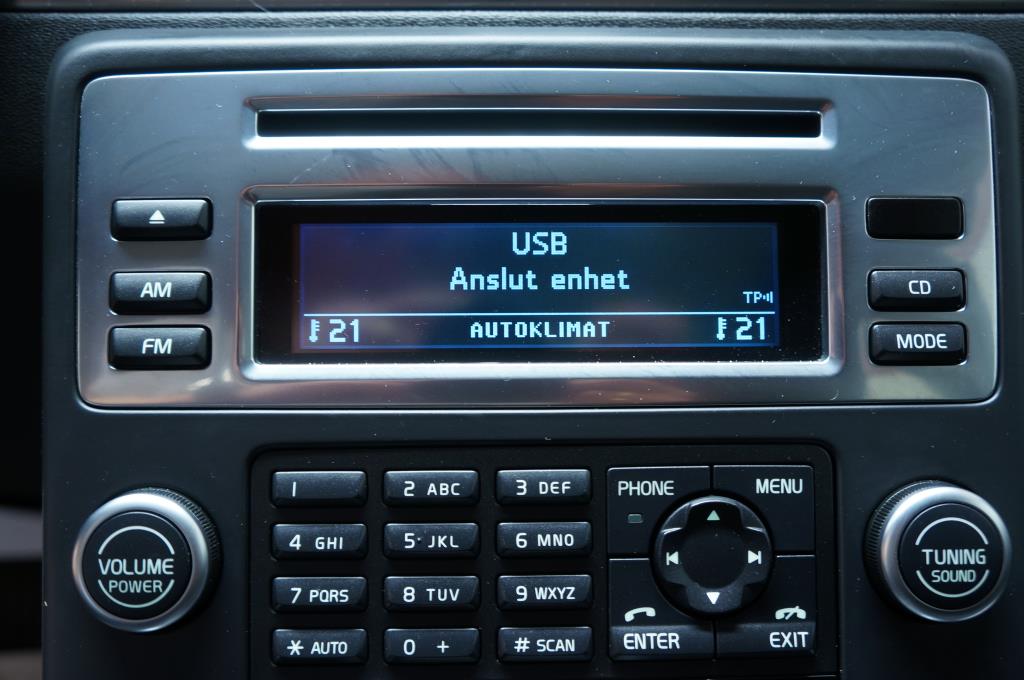 USB
Anslut enhet
TP
21 AUTOKLIMAT 21
AM
FM
CD
MODE
VOLUME
POWER
1
2 ABC
3 DEF
4 GHI
5 JKL
6 MNO
7 PQRS
8 TUV
9 WXYZ
* AUTO
0 +
# SCAN
PHONE
MENU
ENTER
EXIT
TUNING
SOUND